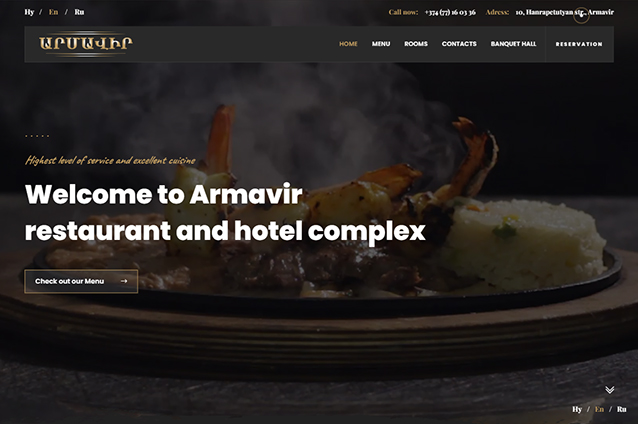 Hy / En / Ru
Call now: +374 (77) 16 03 36 Adress: 10, Hanrapetutyan str., Armavir
ԱՐՄԱՎԻՐ
HOME MENU ROOMS CONTACTS BANQUET HALL RESERVATION
Highest level of service and excellent cuisine
Welcome to Armavir
restaurant and hotel complex
Check out our Menu →
Hy / En / Ru